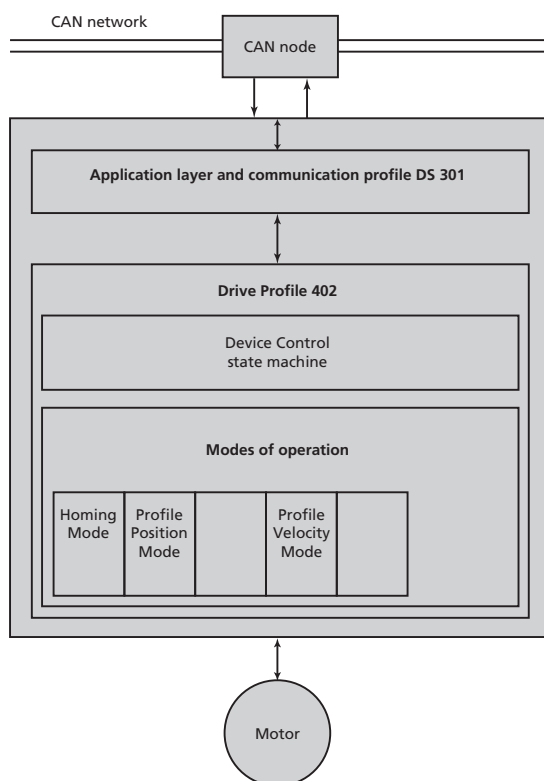 CAN network
CAN node
Application layer and communication profile DS 301
Drive Profile 402
Device Control
state machine
Modes of operation
Homing
Mode
Profile
Position
Mode
Profile
Velocity
Mode
Motor